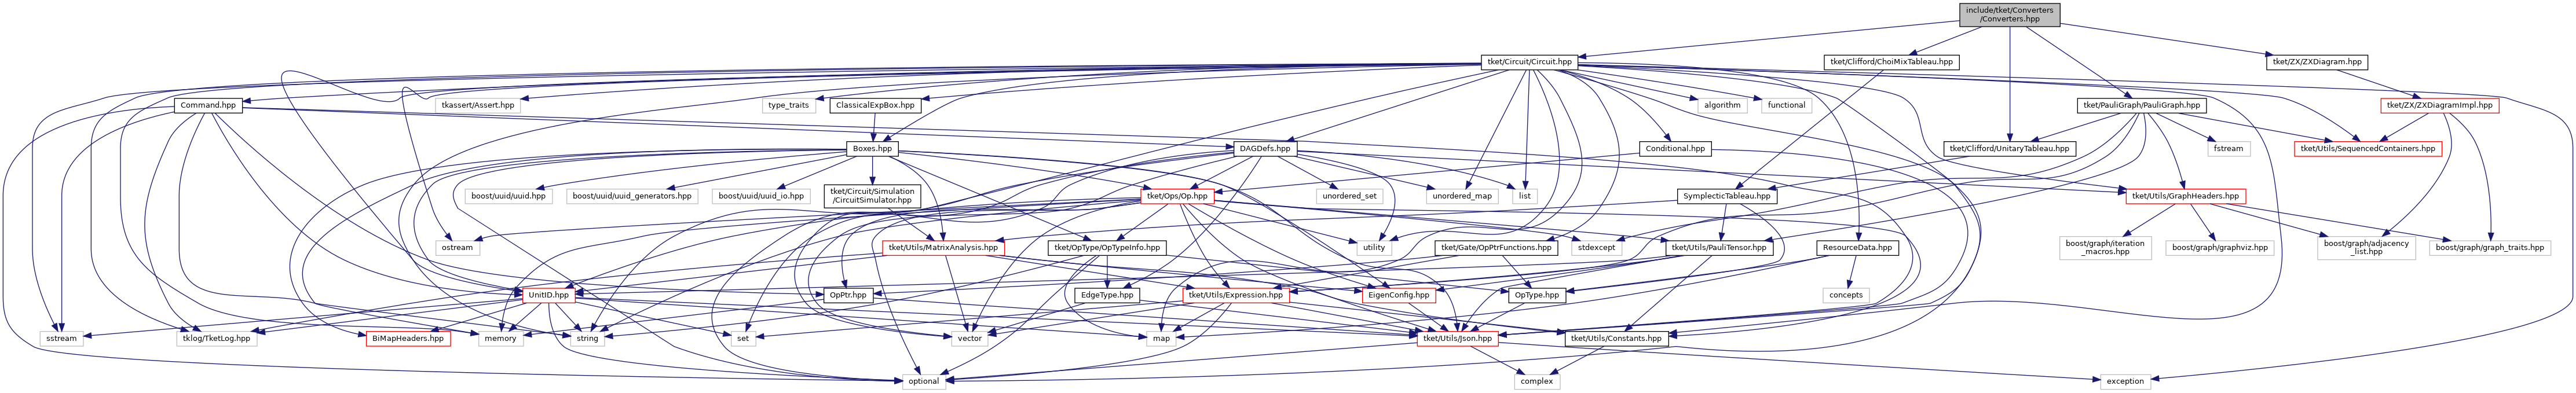 include/tket/Converters
/Converters.hpp
tket/Circuit/Circuit.hpp
tket/Clifford/ChoiMixTableau.hpp
tket/ZX/ZXDiagram.hpp
Command.hpp
tkassert/Assert.hpp
type_traits
ClassicalExpBox.hpp
algorithm
functional
tket/PauliGraph/PauliGraph.hpp
tket/ZX/ZXDiagramImpl.hpp
Boxes.hpp
DAGDefs.hpp
Conditional.hpp
tket/Clifford/UnitaryTableau.hpp
fstream
tket/Utils/SequencedContainers.hpp
boost/uuid/uuid.hpp
boost/uuid/uuid_generators.hpp
boost/uuid/uuid_io.hpp
tket/Circuit/Simulation
/CircuitSimulator.hpp
tket/Ops/Op.hpp
unordered_set
unordered_map
list
SymplecticTableau.hpp
tket/Utils/GraphHeaders.hpp
ostream
tket/Utils/MatrixAnalysis.hpp
tket/OpType/OpTypeInfo.hpp
utility
tket/Gate/OpPtrFunctions.hpp
stdexcept
tket/Utils/PauliTensor.hpp
ResourceData.hpp
boost/graph/iteration
_macros.hpp
boost/graph/graphviz.hpp
boost/graph/adjacency
_list.hpp
boost/graph/graph_traits.hpp
UnitID.hpp
OpPtr.hpp
EdgeType.hpp
tket/Utils/Expression.hpp
EigenConfig.hpp
OpType.hpp
concepts
sstream
tklog/TketLog.hpp
BiMapHeaders.hpp
memory
string
set
vector
map
tket/Utils/Json.hpp
tket/Utils/Constants.hpp
optional
complex
exception